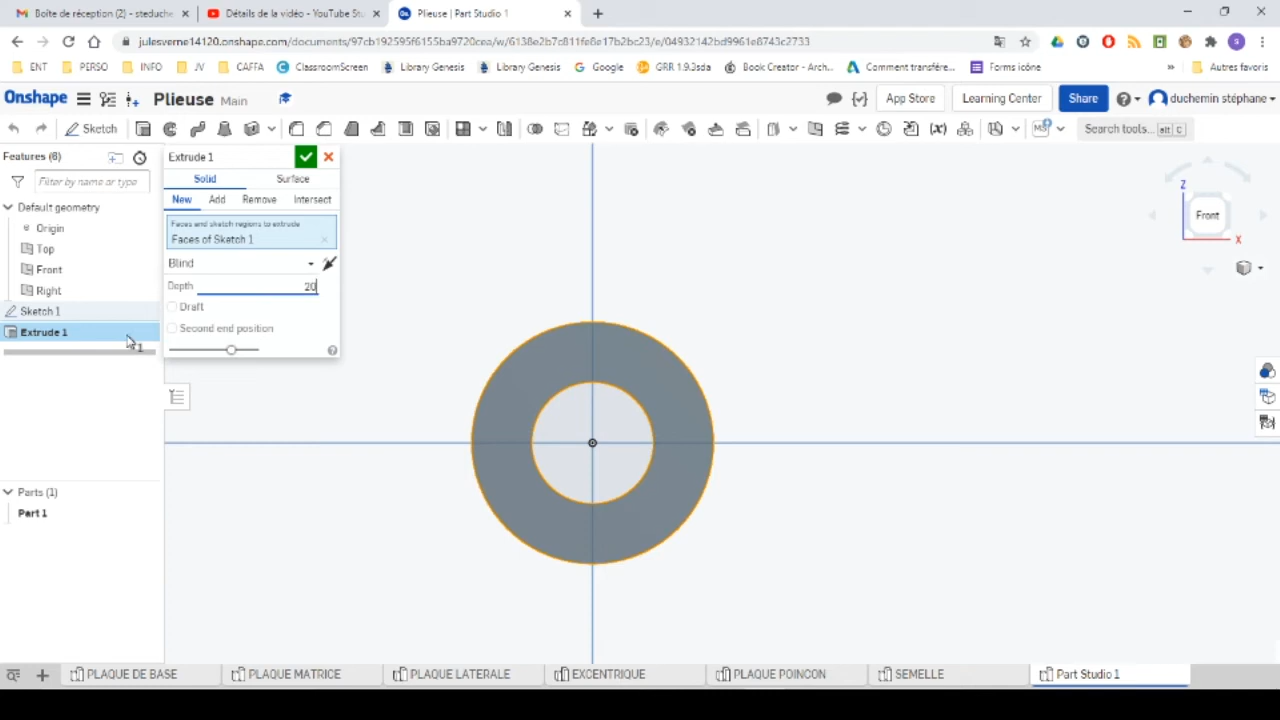 Boîte de réception (2) - steduche
Détails de la vidéo - YouTube St
Plieuse | Part Studio 1
julesverne14120.onshape.com/documents/97cb192595f6155ba9720cea/w/6138e2b7c811fe8e17b2bc23/e/04932142bd9961e8743c2733
ENT PERSO INFO JV CAFFA ClassroomScreen Library Genesis Library Genesis Google GRR 1.9.3sda Book Creator - Arch... Comment transfére... Forms icône » Autres favoris
Onshape Plieuse Main App Store Learning Center Share duchemin stéphane
Sketch Search tools... alt C
Features (6)
Filter by name or type
Default geometry
Origin
Top
Front
Right
Sketch 1
Extrude 1
1
Parts (1)
Part 1
Extrude 1
Solid Surface
New Add Remove Intersect
Faces and sketch regions to extrude
Faces of Sketch 1
Blind
Depth 20
Draft
Second end position
Z
Front
X
PLAQUE DE BASE PLAQUE MATRICE PLAQUE LATERALE EXCENTRIQUE PLAQUE POINCON SEMELLE Part Studio 1